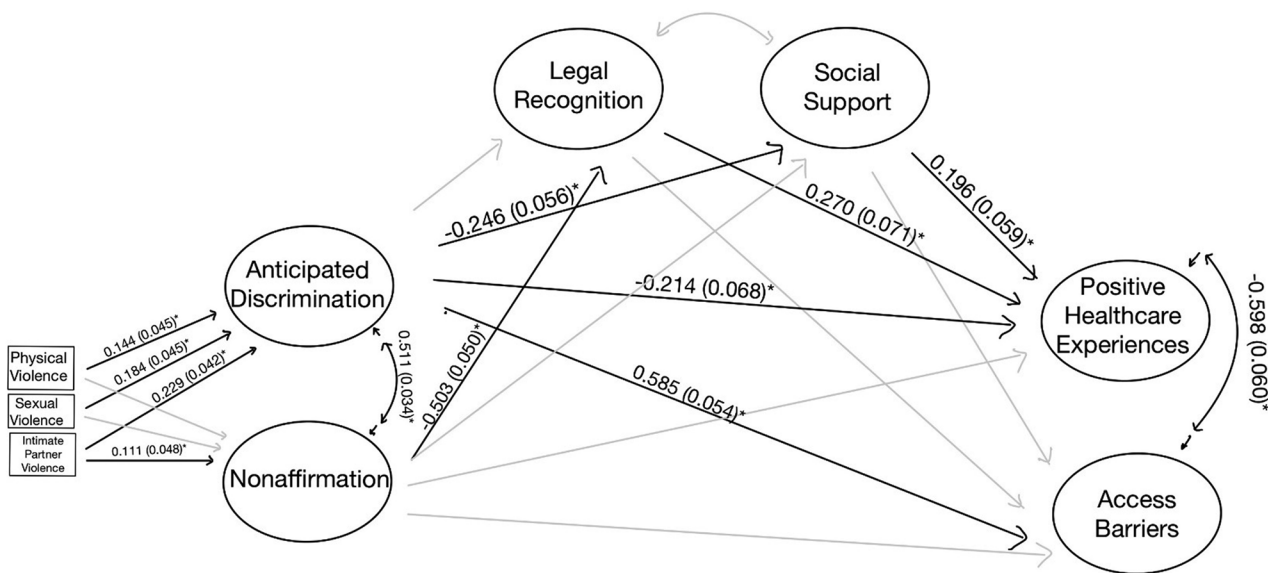 Legal
Recognition
Social
Support
0.196 (0.059)*
-0.246 (0.056)*
0.270 (0.071)*
Anticipated
Discrimination
-0.214 (0.068)*
Positive
Healthcare
Experiences
-0.598 (0.060)*
0.144 (0.045)*
0.184 (0.045)*
0.229 (0.042)*
0.511 (0.034)*
-0.503 (0.050)*
0.585 (0.054)*
Physical
Violence
Sexual
Violence
Intimate
Partner
Violence
0.111 (0.048)*
Nonaffirmation
Access
Barriers